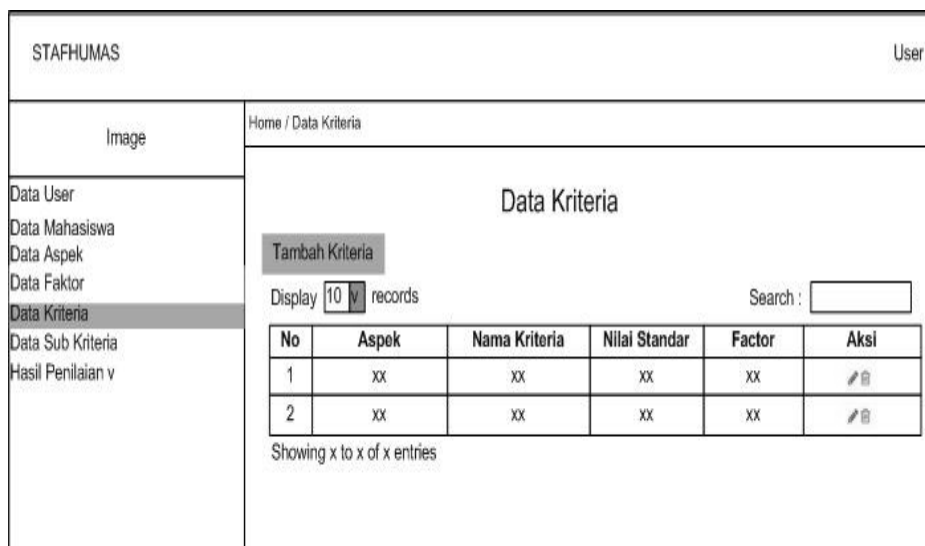 STAFHUMAS
User
Image
Data User
Data Mahasiswa
Data Aspek
Data Faktor
Data Kriteria
Data Sub Kriteria
Hasil Penilaian v
Home / Data Kriteria
Data Kriteria
Tambah Kriteria
Display 10 v records Search :
No Aspek Nama Kriteria Nilai Standar Factor Aksi
1 xx xx xx xx
2 xx xx xx xx
Showing x to x of x entries